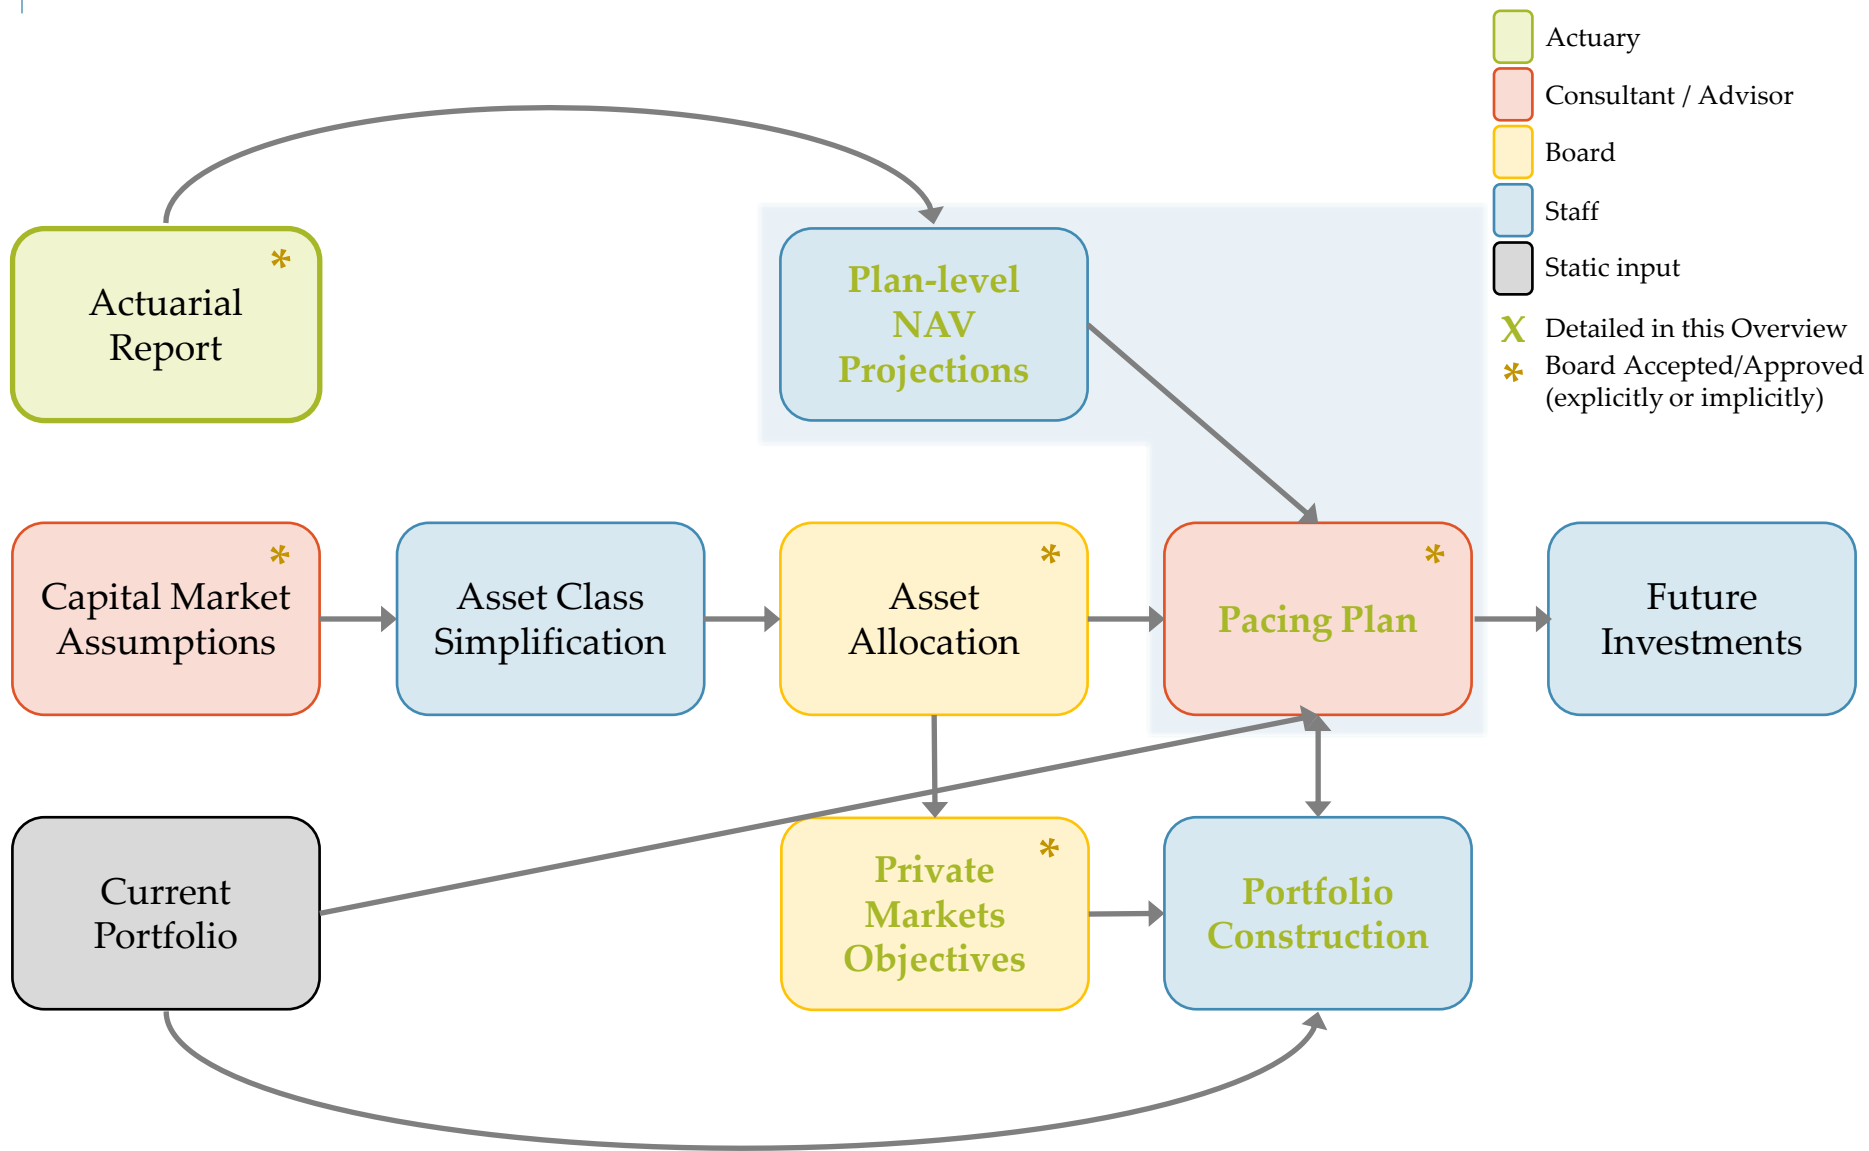 Actuary
Consultant / Advisor
Board
Staff
Static input
X Detailed in this Overview
* Board Accepted/Approved
(explicitly or implicitly)
*
Actuarial
Report
Plan-level
NAV
Projections
*
Capital Market
Assumptions
Asset Class
Simplification
*
Asset
Allocation
*
Pacing Plan
Future
Investments
Current
Portfolio
*
Private
Markets
Objectives
Portfolio
Construction